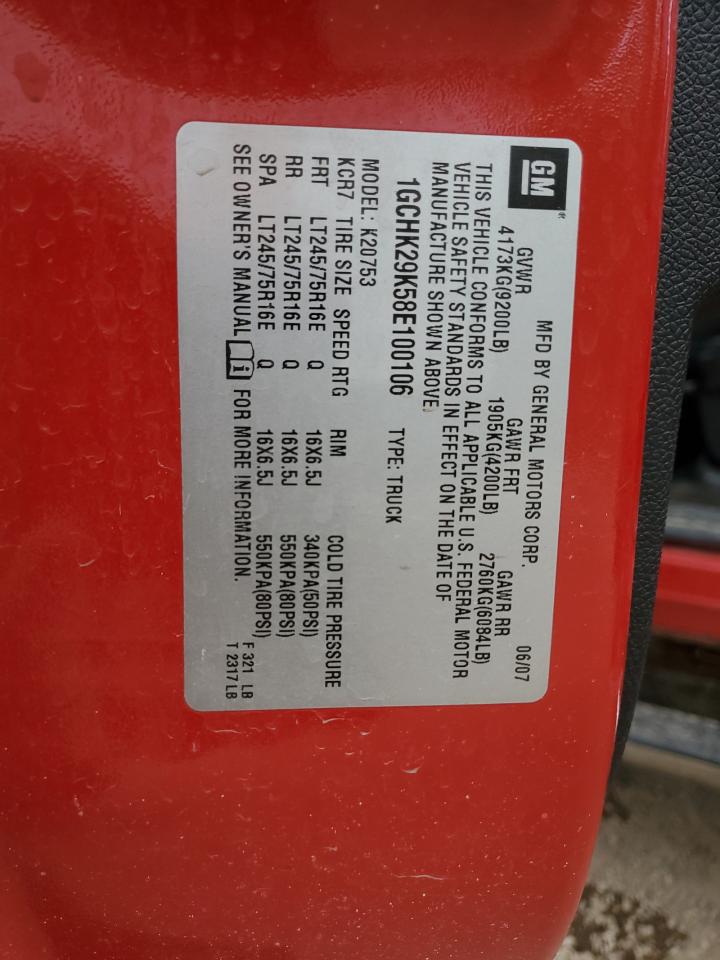 GM® MFD BY GENERAL MOTORS CORP. 06/07
GVWR GAWR FRT GAWR RR
4173KG(9200LB) 1905KG(4200LB) 2760KG(6084LB)
THIS VEHICLE CONFORMS TO ALL APPLICABLE U.S. FEDERAL MOTOR
VEHICLE SAFETY STANDARDS IN EFFECT ON THE DATE OF
MANUFACTURE SHOWN ABOVE.
1GCHK29K58E100106 TYPE: TRUCK
MODEL: K20753
KCR7 TIRE SIZE SPEED RTG RIM COLD TIRE PRESSURE
FRT LT245/75R16E Q 16X6.5J 340KPA(50PSI)
RR LT245/75R16E Q 16X6.5J 550KPA(80PSI)
SPA LT245/75R16E Q 16X6.5J 550KPA(80PSI)
SEE OWNER'S MANUAL i FOR MORE INFORMATION.
F 321 LB
T 2317 LB